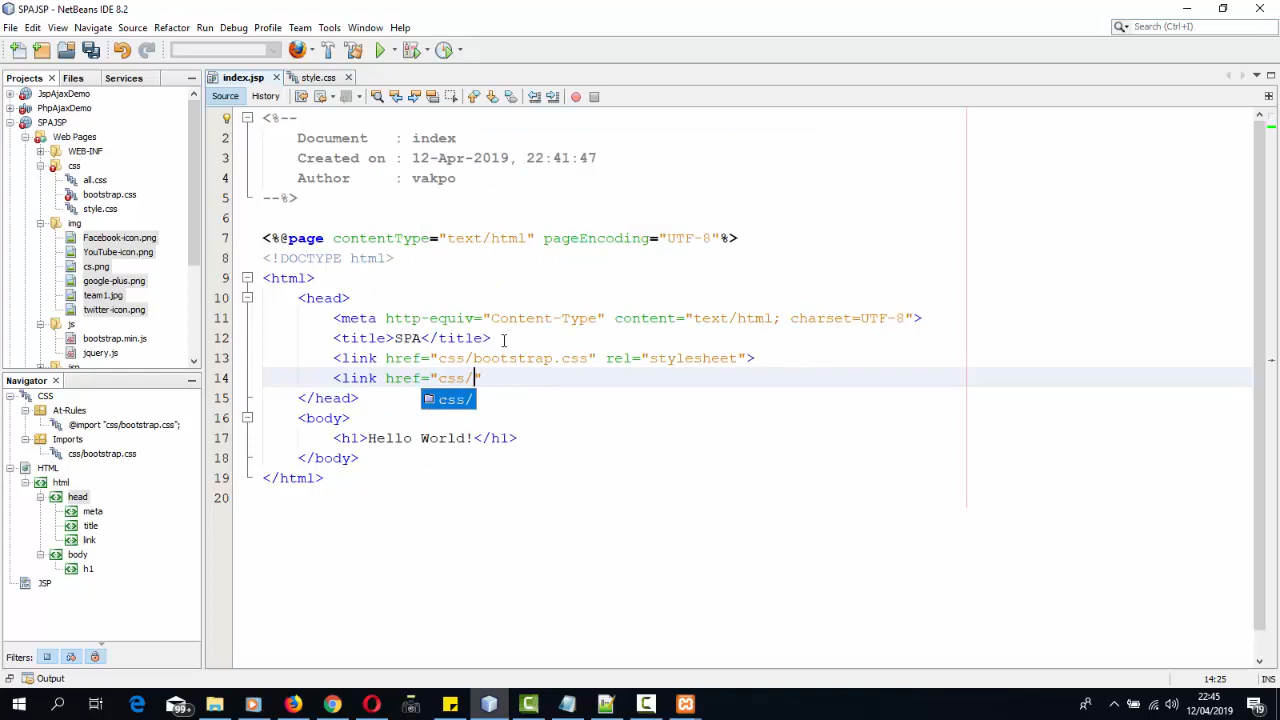 SPAJSP - NetBeans IDE 8.2
File Edit View Navigate Source Refactor Run Debug Profile Team Tools Window Help
Search (Ctrl+I)
Projects Files Services
index.jsp style.css
Source History
JspAjaxDemo
PhpAjaxDemo
SPAJSP
Web Pages
WEB-INF
css
all.css
bootstrap.css
style.css
img
Facebook-icon.png
YouTube-icon.png
cs.png
google-plus.png
team1.jpg
twitter-icon.png
js
bootstrap.min.js
jquery.js
Navigator
CSS
At-Rules
@import "css/bootstrap.css";
Imports
css/bootstrap.css
HTML
html
head
meta
title
link
body
h1
JSP
Filters:
<%--
2 Document : index
3 Created on : 12-Apr-2019, 22:41:47
4 Author : vakpo
5 --%>
6
7 <%@page contentType="text/html" pageEncoding="UTF-8"%>
8 <!DOCTYPE html>
9 <html>
10 <head>
11 <meta http-equiv="Content-Type" content="text/html; charset=UTF-8">
12 <title>SPA</title>
13 <link href="css/bootstrap.css" rel="stylesheet">
14 <link href="css/"
15 </head>
css/
16 <body>
17 <h1>Hello World!</h1>
18 </body>
19 </html>
20
Output
14:25 INS
99+
22:45
12/04/2019